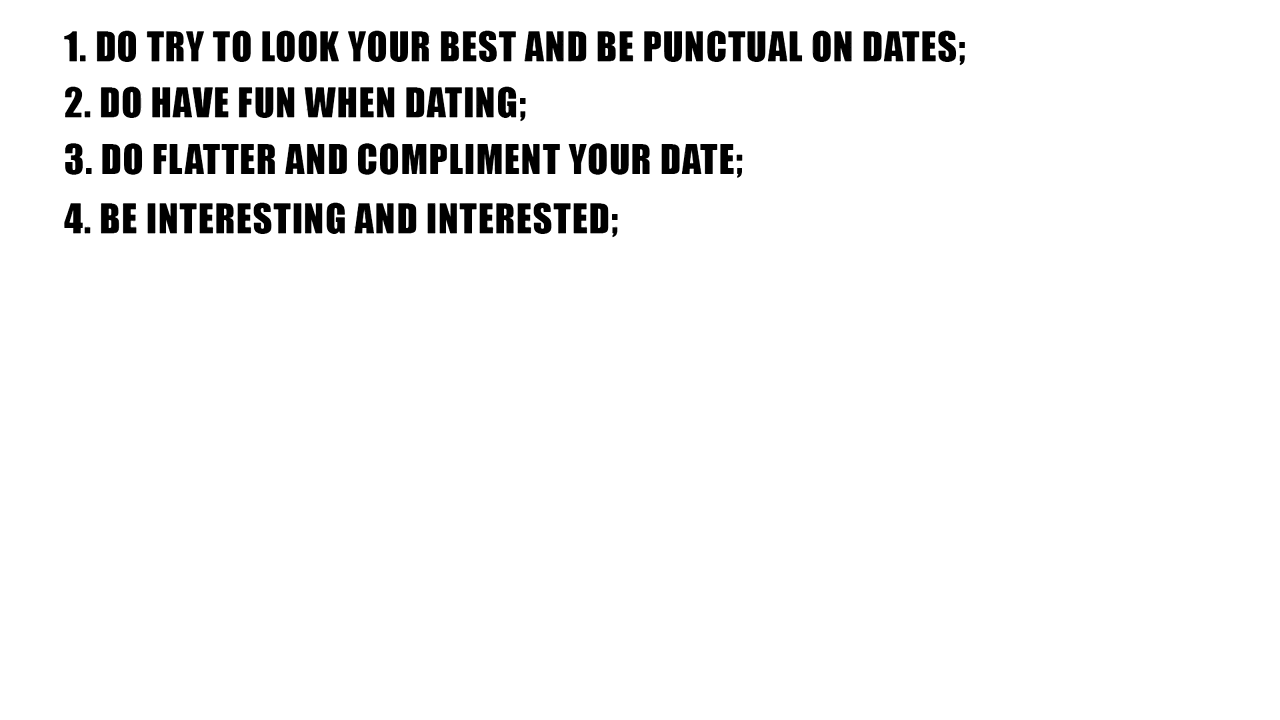 1. DO TRY TO LOOK YOUR BEST AND BE PUNCTUAL ON DATES;
2. DO HAVE FUN WHEN DATING;
3. DO FLATTER AND COMPLIMENT YOUR DATE;
4. BE INTERESTING AND INTERESTED;